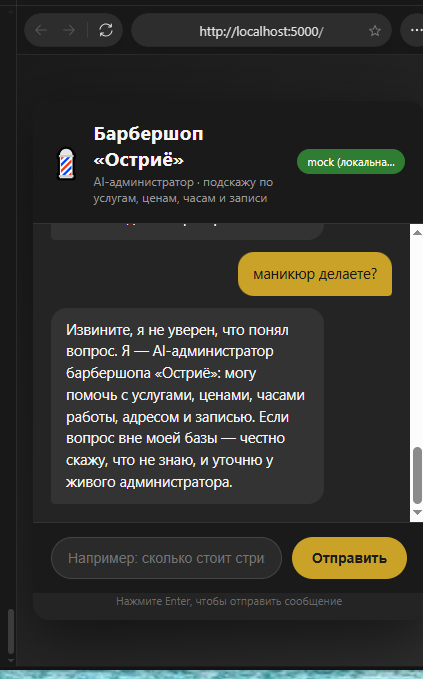 http://localhost:5000/
Барбершоп
«Остриё»
AI-администратор · подскажу по
услугам, ценам, часам и записи
mock (локальна...
маникюр делаете?
Извините, я не уверен, что понял
вопрос. Я — AI-администратор
барбершопа «Остриё»: могу
помочь с услугами, ценами, часами
работы, адресом и записью. Если
вопрос вне моей базы — честно
скажу, что не знаю, и уточню у
живого администратора.
Например: сколько стоит стри
Отправить
Нажмите Enter, чтобы отправить сообщение